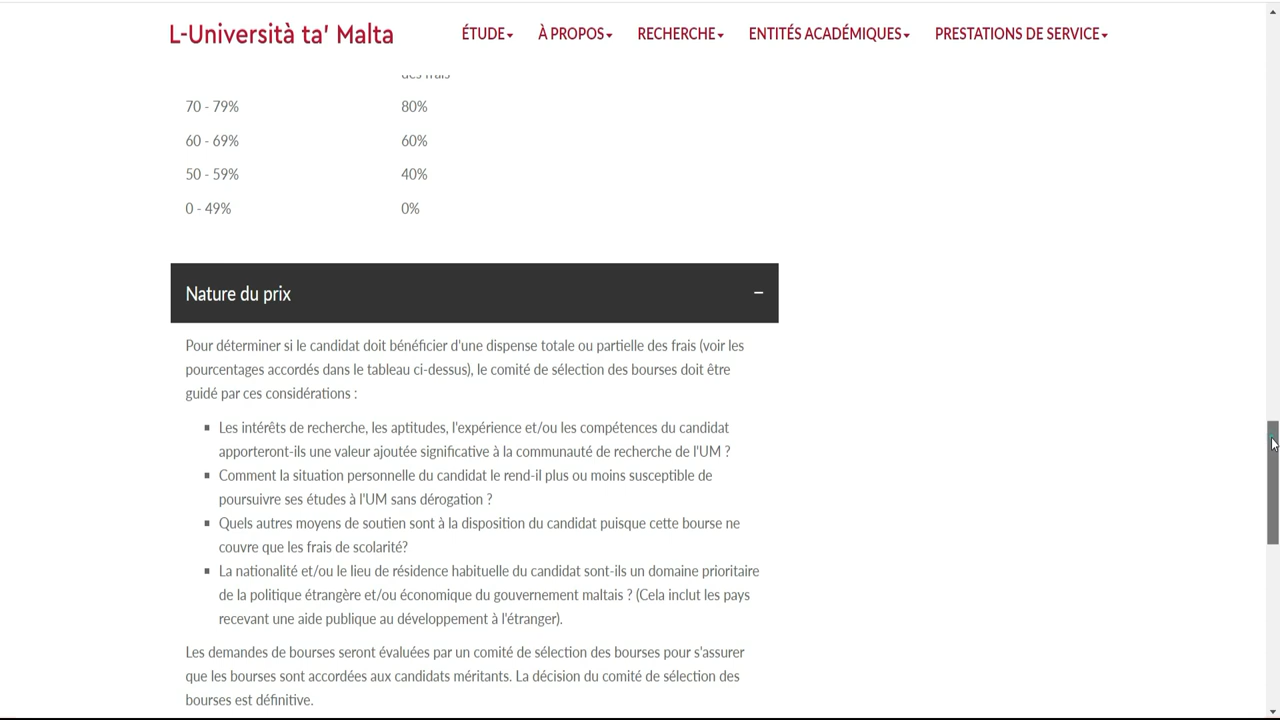 L-Università ta' Malta
ÉTUDE
À PROPOS
RECHERCHE
ENTITÉS ACADÉMIQUES
PRESTATIONS DE SERVICE
des frais
70 - 79% 80%
60 - 69% 60%
50 - 59% 40%
0 - 49% 0%
Nature du prix
Pour déterminer si le candidat doit bénéficier d'une dispense totale ou partielle des frais (voir les
pourcentages accordés dans le tableau ci-dessus), le comité de sélection des bourses doit être
guidé par ces considérations :
Les intérêts de recherche, les aptitudes, l'expérience et/ou les compétences du candidat
apporteront-ils une valeur ajoutée significative à la communauté de recherche de l'UM ?
Comment la situation personnelle du candidat le rend-il plus ou moins susceptible de
poursuivre ses études à l'UM sans dérogation ?
Quels autres moyens de soutien sont à la disposition du candidat puisque cette bourse ne
couvre que les frais de scolarité?
La nationalité et/ou le lieu de résidence habituelle du candidat sont-ils un domaine prioritaire
de la politique étrangère et/ou économique du gouvernement maltais ? (Cela inclut les pays
recevant une aide publique au développement à l'étranger).
Les demandes de bourses seront évaluées par un comité de sélection des bourses pour s'assurer
que les bourses sont accordées aux candidats méritants. La décision du comité de sélection des
bourses est définitive.